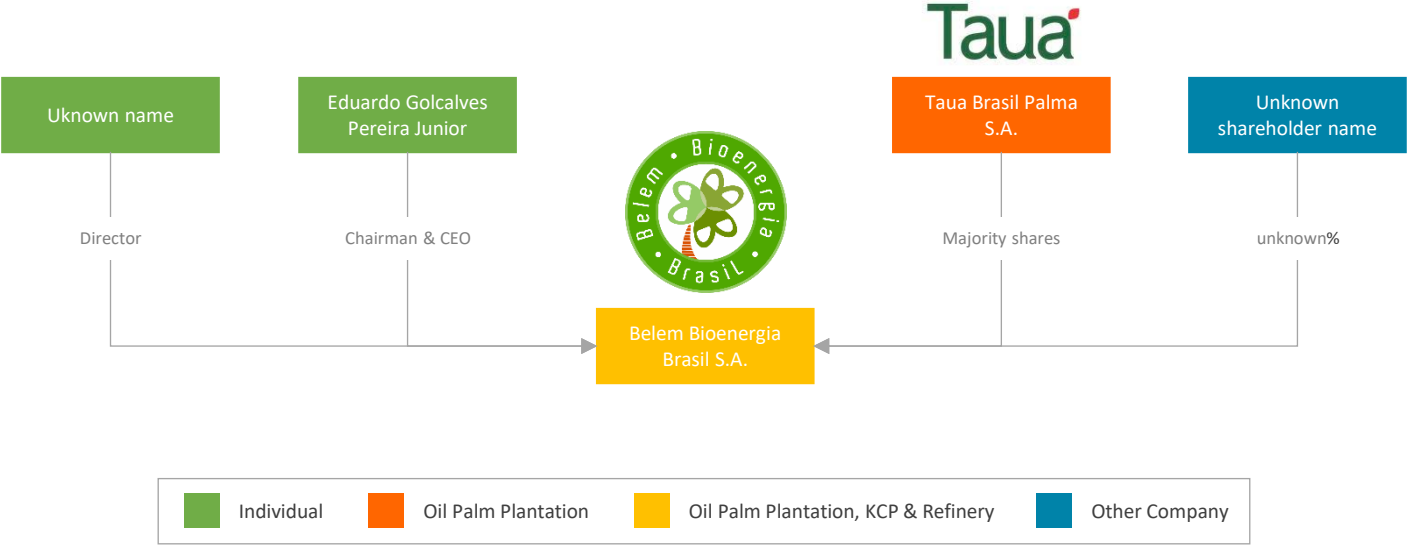 Tauá
Uknown name
Eduardo Golcalves
Pereira Junior
Taua Brasil Palma
S.A.
Unknown
shareholder name
Belem • Bioenergia • Brasil •
Director
Chairman & CEO
Majority shares
unknown%
Belem Bioenergia
Brasil S.A.
Individual
Oil Palm Plantation
Oil Palm Plantation, KCP & Refinery
Other Company